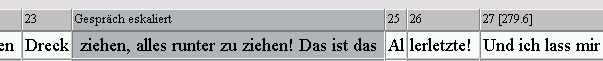 23 Gespräch eskaliert 25 26 27 [279.6]
en Dreck ziehen, alles runter zu ziehen! Das ist das Al lerletzte! Und ich lass mir